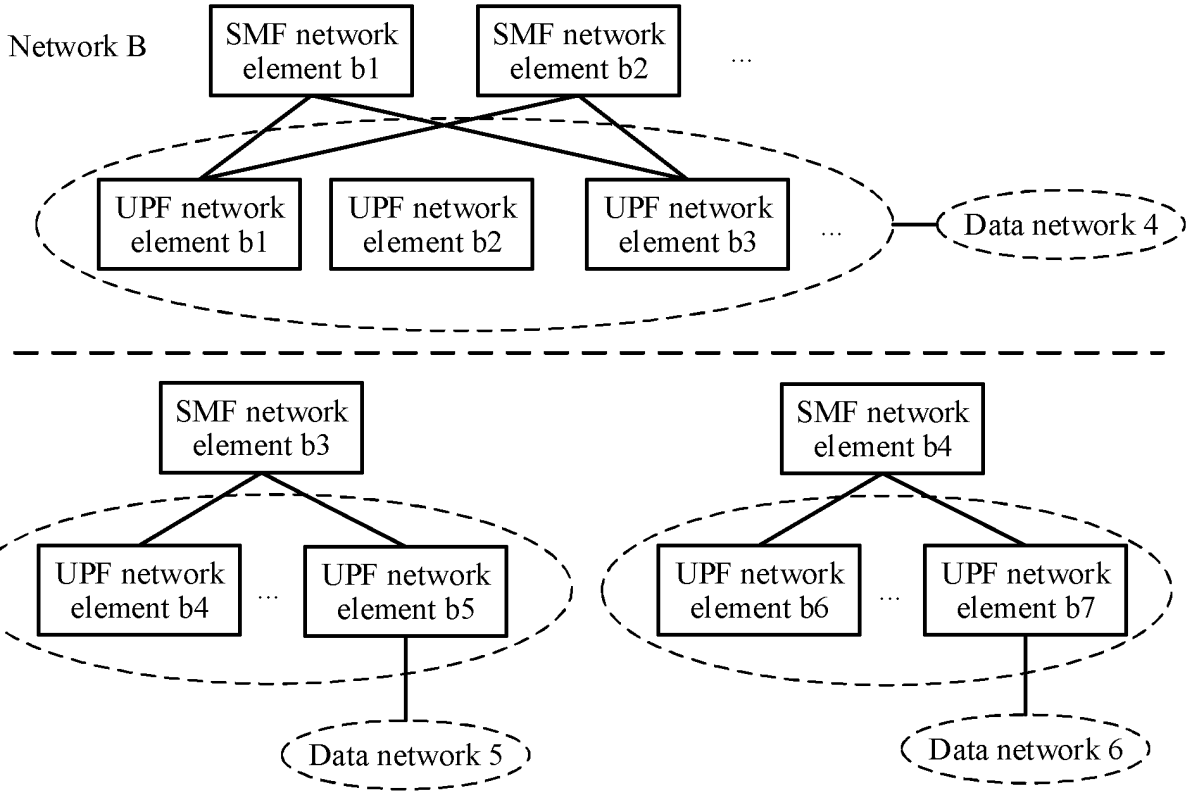 Network B
SMF network
element b1
SMF network
element b2
...
UPF network
element b1
UPF network
element b2
UPF network
element b3
...
Data network 4
SMF network
element b3
SMF network
element b4
UPF network
element b4
...
UPF network
element b5
UPF network
element b6
...
UPF network
element b7
Data network 5
Data network 6